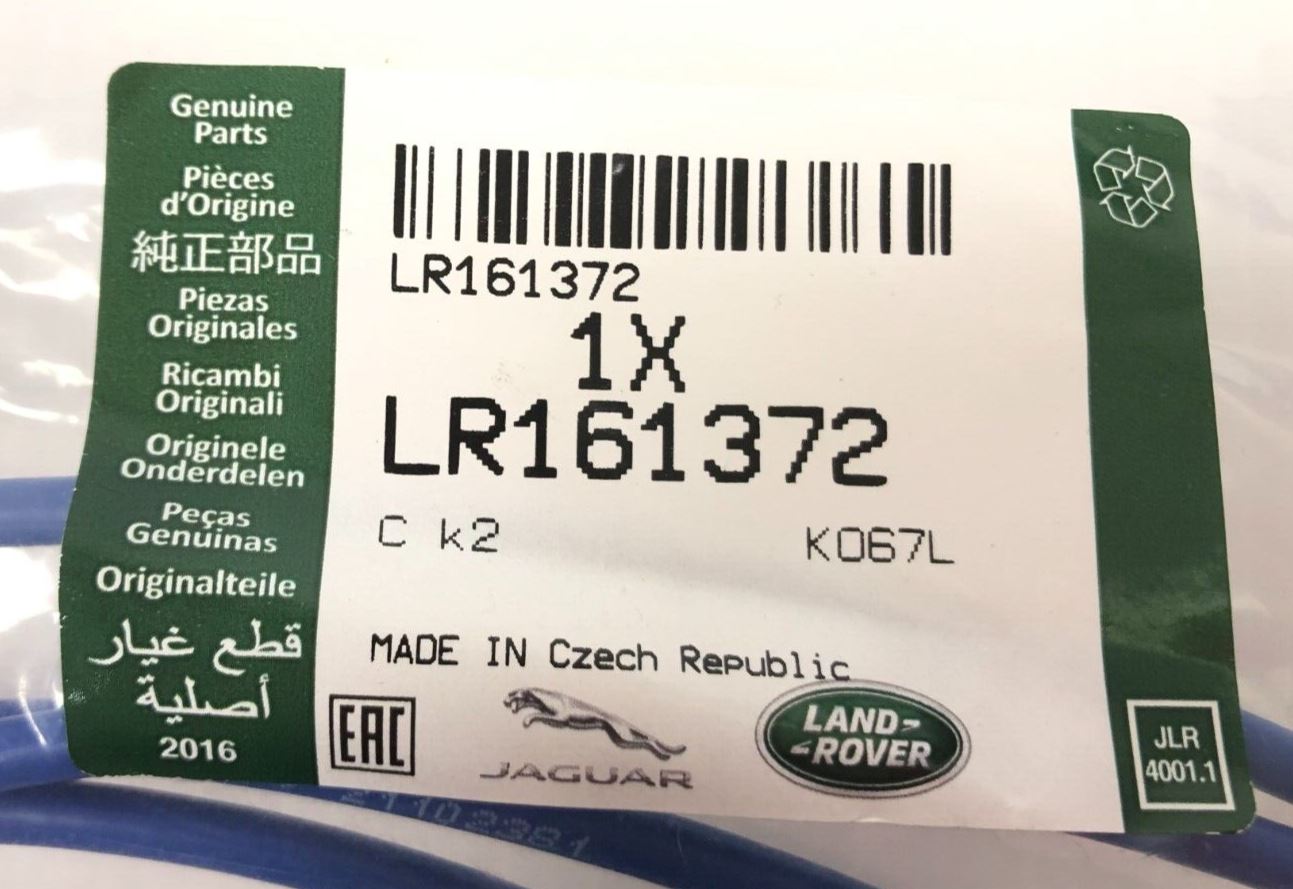 Genuine
Parts
Pièces
d'Origine
純正部品
Piezas
Originales
Ricambi
Originali
Originele
Onderdelen
Peças
Genuinas
Originalteile
قطع غيار
أصلية
2016
LR161372
1X
LR161372
C k2 K067L
MADE IN Czech Republic
EAC
JAGUAR
LAND-
-ROVER
JLR
4001.1